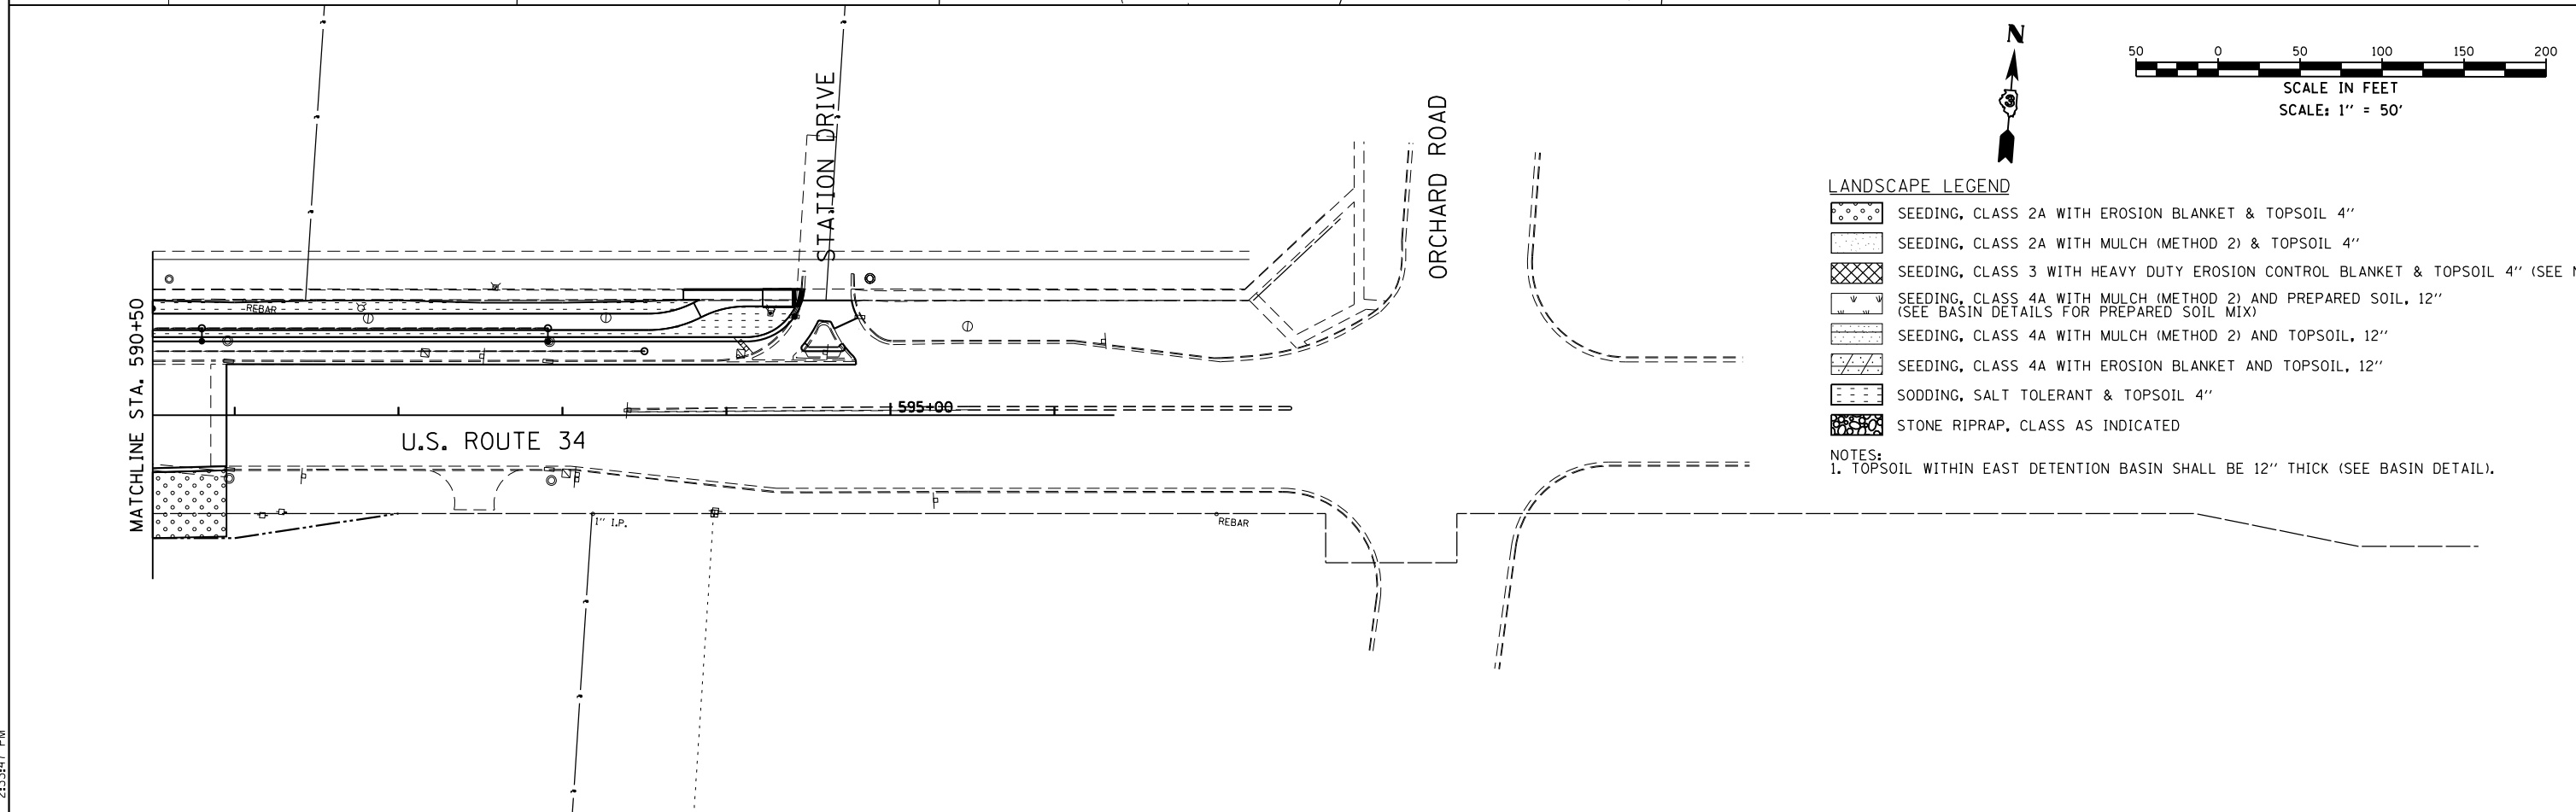 N
50 0 50 100 150 200
SCALE IN FEET
SCALE: 1" = 50'
3
STATION DRIVE
ORCHARD ROAD
LANDSCAPE LEGEND
SEEDING, CLASS 2A WITH EROSION BLANKET & TOPSOIL 4"
SEEDING, CLASS 2A WITH MULCH (METHOD 2) & TOPSOIL 4"
SEEDING, CLASS 3 WITH HEAVY DUTY EROSION CONTROL BLANKET & TOPSOIL 4" (SEE N
SEEDING, CLASS 4A WITH MULCH (METHOD 2) AND PREPARED SOIL, 12"
(SEE BASIN DETAILS FOR PREPARED SOIL MIX)
SEEDING, CLASS 4A WITH MULCH (METHOD 2) AND TOPSOIL, 12"
SEEDING, CLASS 4A WITH EROSION BLANKET AND TOPSOIL, 12"
SODDING, SALT TOLERANT & TOPSOIL 4"
STONE RIPRAP, CLASS AS INDICATED
NOTES:
1. TOPSOIL WITHIN EAST DETENTION BASIN SHALL BE 12" THICK (SEE BASIN DETAIL).
MATCHLINE STA. 590+50
REBAR
595+00
U.S. ROUTE 34
1" I.P.
REBAR